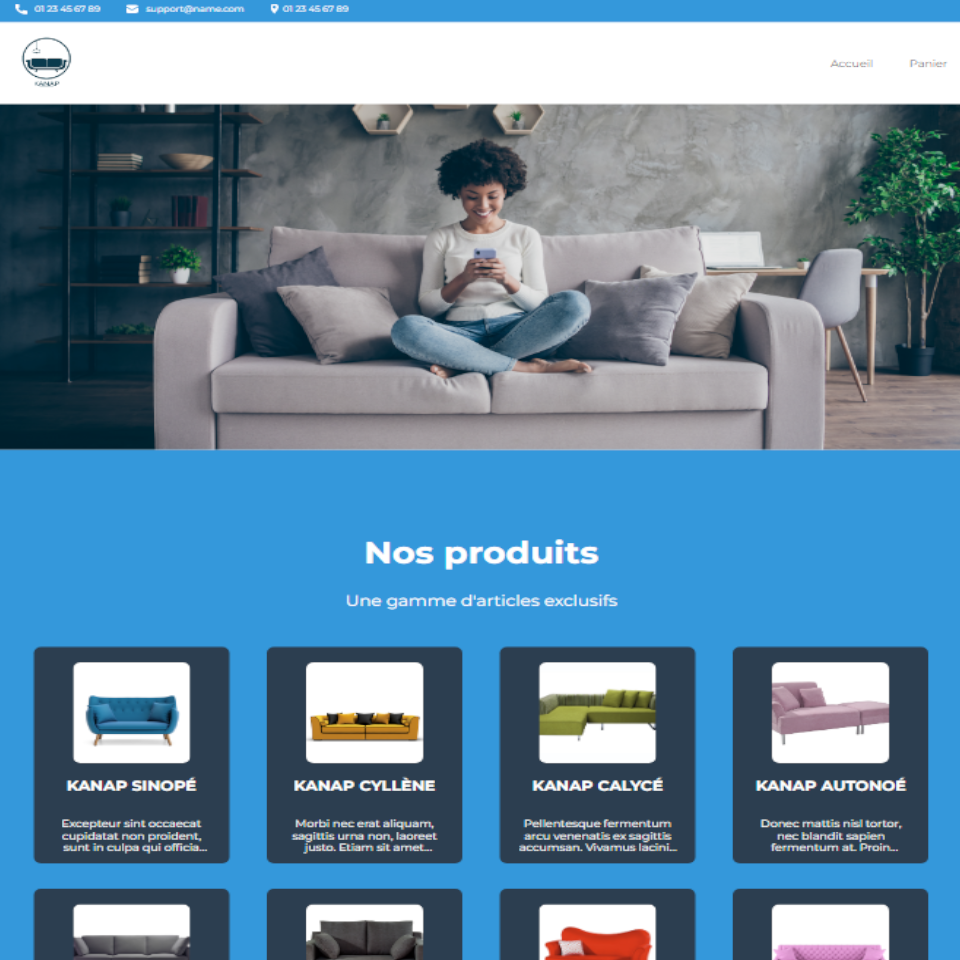 01 23 45 67 89
support@name.com
01 23 45 67 89
KANAP
Accueil
Panier
Nos produits
Une gamme d'articles exclusifs
KANAP SINOPÉ
Excepteur sint occaecat
cupidatat non proident,
sunt in culpa qui officia...
KANAP CYLLÈNE
Morbi nec erat aliquam,
sagittis urna non, laoreet
justo. Etiam sit amet...
KANAP CALYCÉ
Pellentesque fermentum
arcu venenatis ex sagittis
accumsan. Vivamus lacini...
KANAP AUTONOÉ
Donec mattis nisl tortor,
nec blandit sapien
fermentum at. Proin...